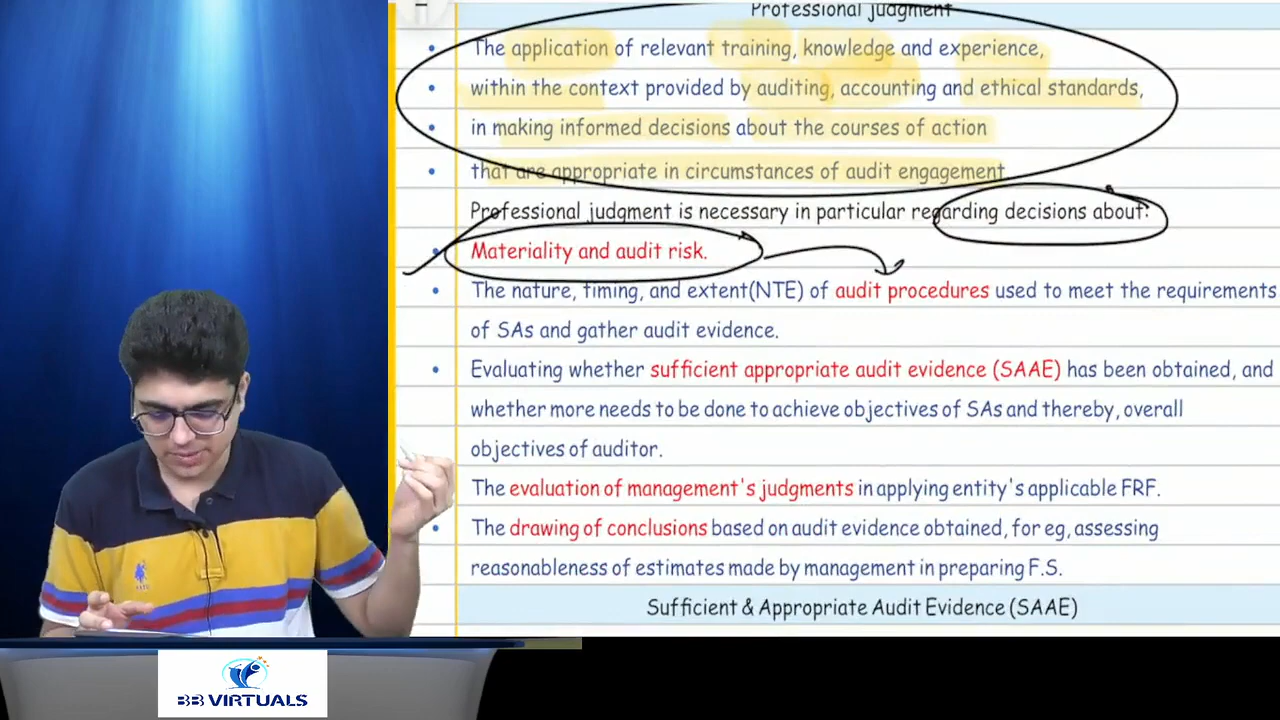 Professional judgment
• The application of relevant training, knowledge and experience,
• within the context provided by auditing, accounting and ethical standards,
• in making informed decisions about the courses of action
• that are appropriate in circumstances of audit engagement
Professional judgment is necessary in particular regarding decisions about:
• Materiality and audit risk.
• The nature, timing, and extent(NTE) of audit procedures used to meet the requirements
of SAs and gather audit evidence.
• Evaluating whether sufficient appropriate audit evidence (SAAE) has been obtained, and
whether more needs to be done to achieve objectives of SAs and thereby, overall
objectives of auditor.
• The evaluation of management's judgments in applying entity's applicable FRF.
• The drawing of conclusions based on audit evidence obtained, for eg, assessing
reasonableness of estimates made by management in preparing F.S.
Sufficient & Appropriate Audit Evidence (SAAE)
BB VIRTUALS